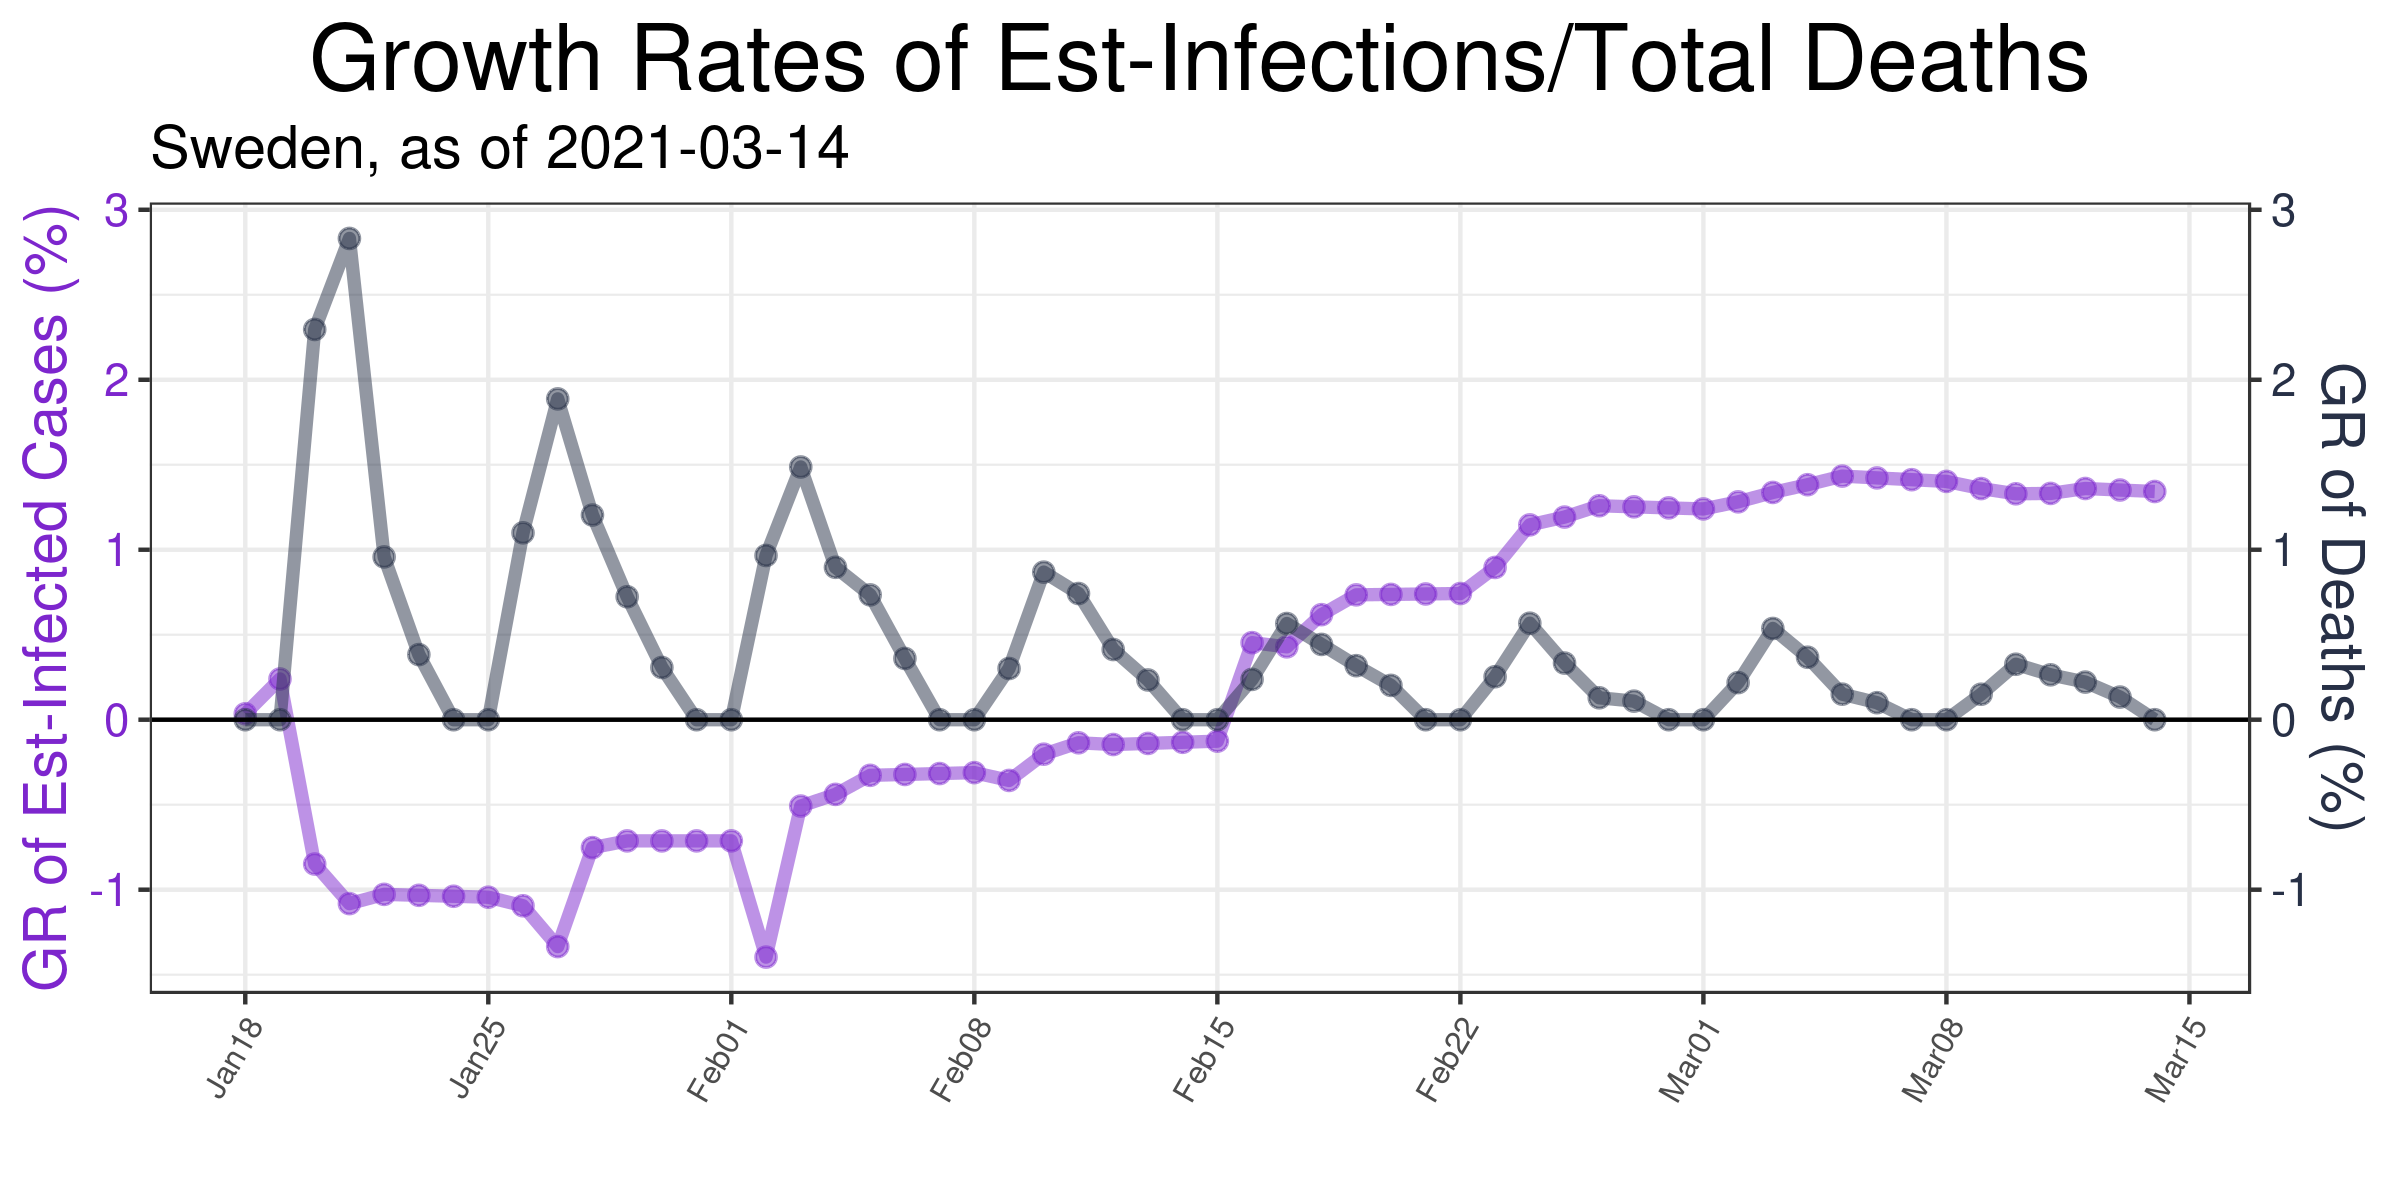 Growth Rates of Est-Infections/Total Deaths
Sweden, as of 2021-03-14
GR of Est-Infected Cases (%)
3
2
1
0
-1
3
2
1
0
-1
GR of Deaths (%)
Jan18
Jan25
Feb01
Feb08
Feb15
Feb22
Mar01
Mar08
Mar15